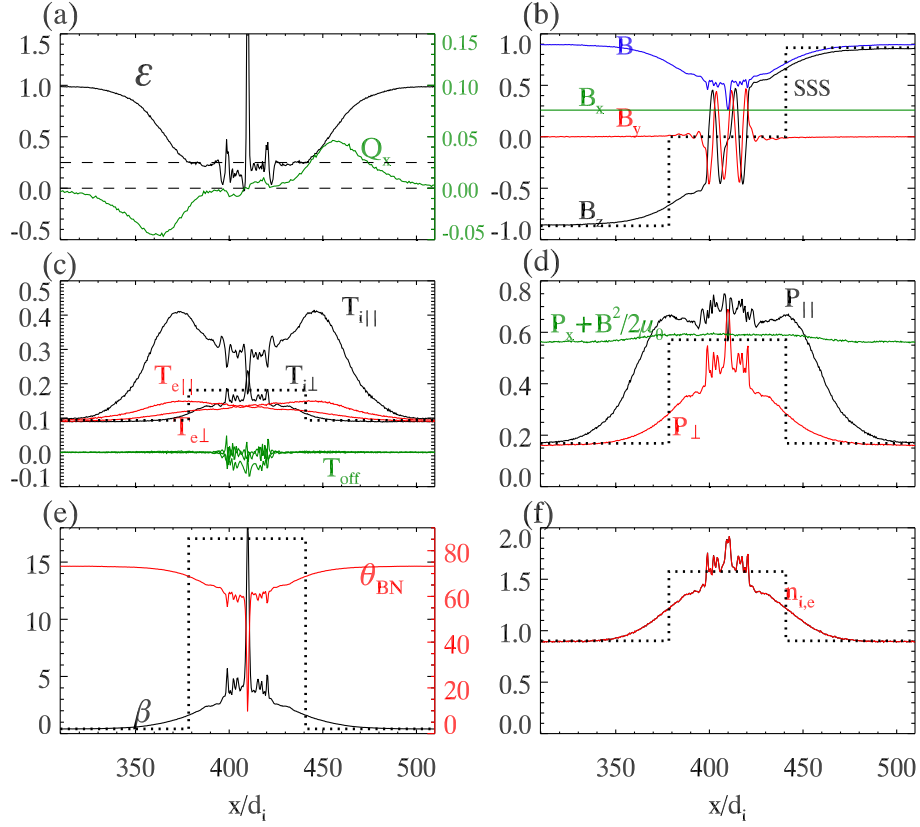 (a)
1.5
1.0
0.5
0.0
-0.5
ε
Q_x
0.15
0.10
0.05
0.00
-0.05
(b)
1.0
0.5
0.0
-0.5
-1.0
B
SSS
B_x
B_y
B_z
(c)
0.5
0.4
0.3
0.2
0.1
0.0
-0.1
T_i||
T_e||
T_i⊥
T_e⊥
T_off
(d)
0.8
0.6
0.4
0.2
0.0
P_||
P_x+B²/2μ_0
P_⊥
(e)
15
10
5
0
θ_BN
β
80
60
40
20
0
350 400 450 500
x/d_i
(f)
2.0
1.5
1.0
0.5
0.0
n_i,e
350 400 450 500
x/d_i